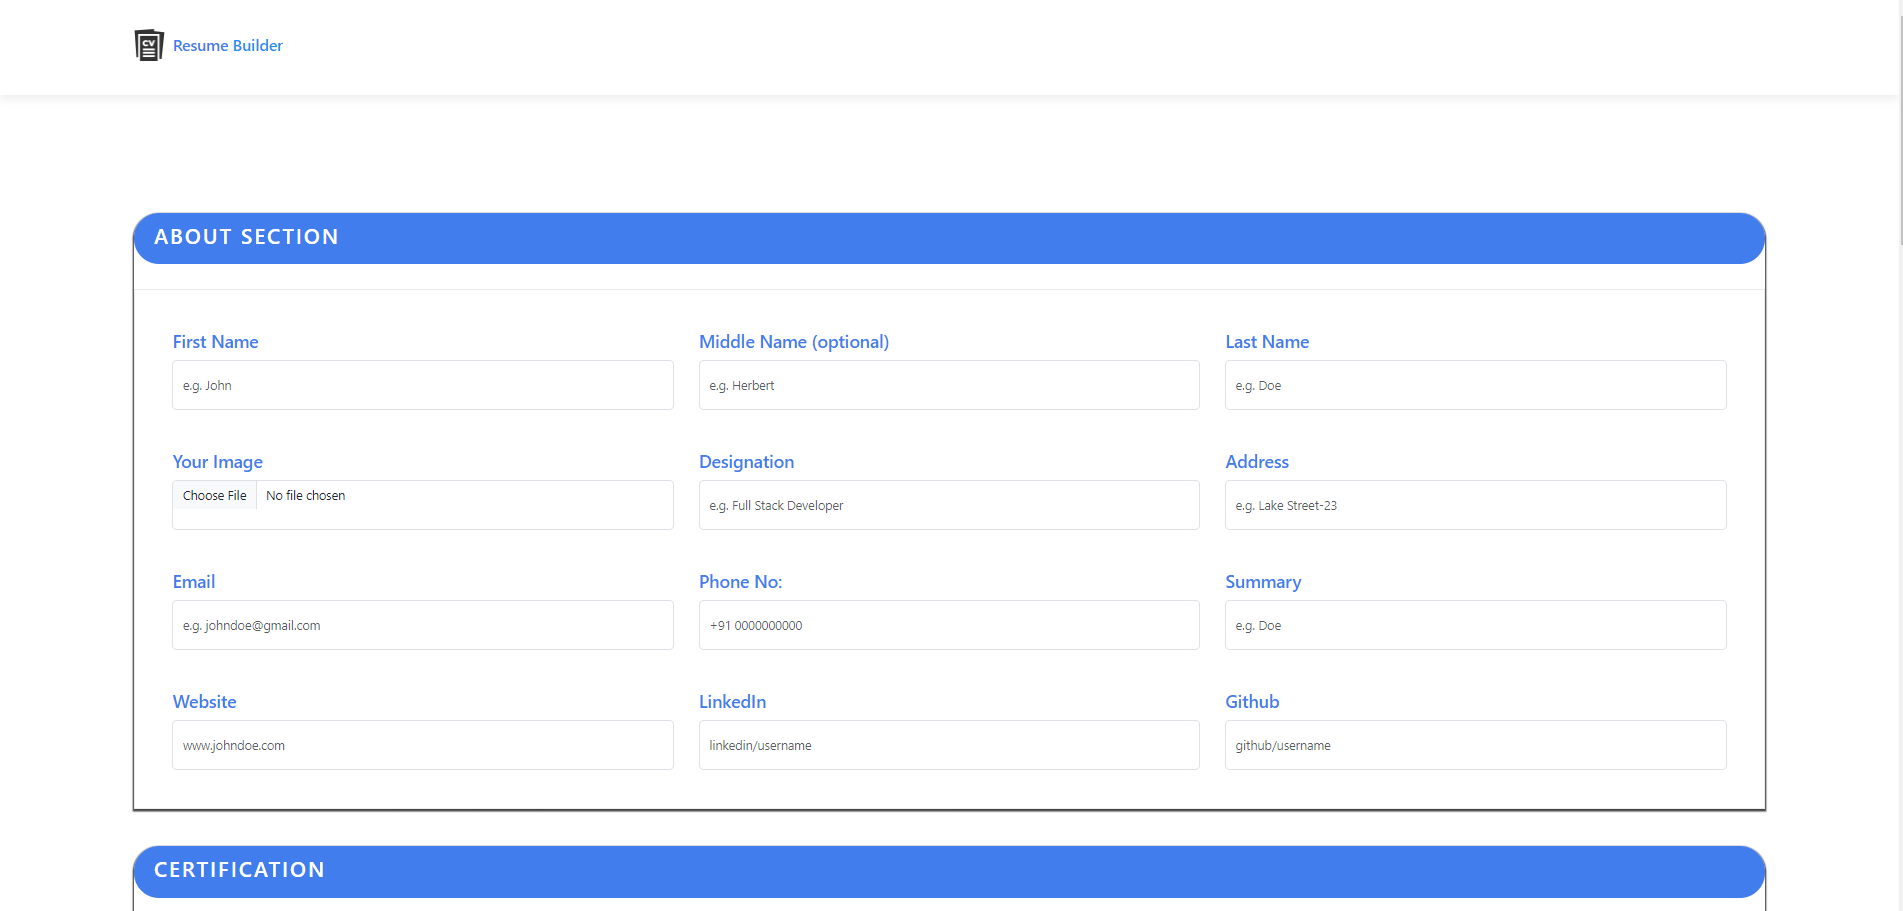 CV
Resume Builder
ABOUT SECTION
First Name
Middle Name (optional)
Last Name
e.g. John
e.g. Herbert
e.g. Doe
Your Image
Designation
Address
Choose File No file chosen
e.g. Full Stack Developer
e.g. Lake Street-23
Email
Phone No:
Summary
e.g. johndoe@gmail.com
+91 0000000000
e.g. Doe
Website
LinkedIn
Github
www.johndoe.com
linkedin/username
github/username
CERTIFICATION